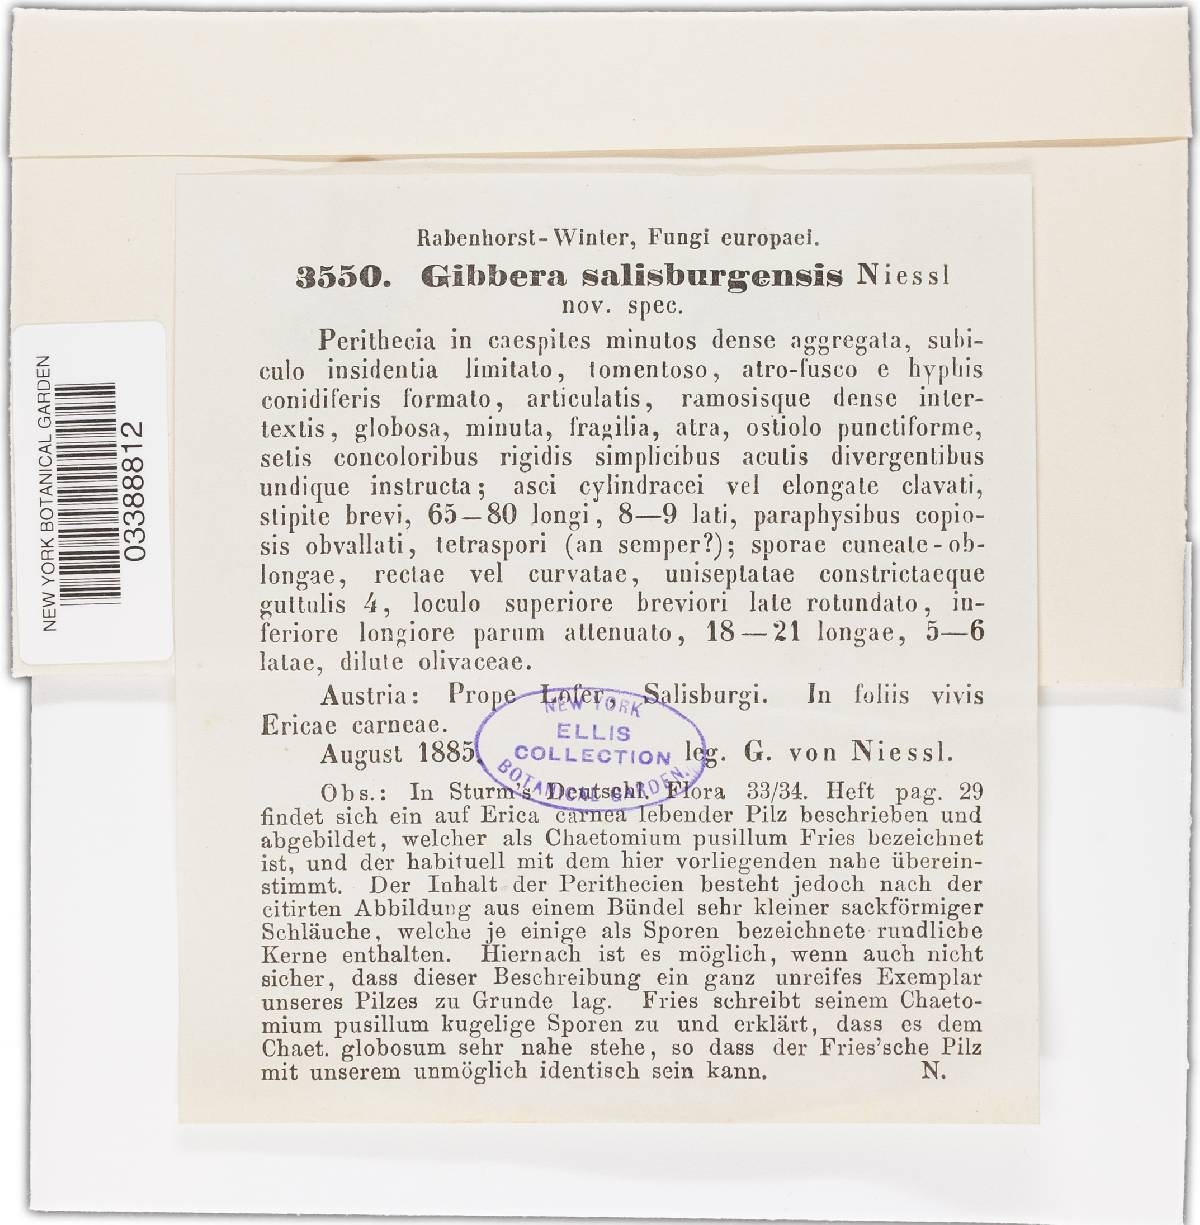 Rabenhorst-Winter, Fungi europaei.
3550. Gibbera salisburgensis Niessl
nov. spec.
Perithecia in caespites minutos dense aggregata, subi-
culo insidentia limitato, tomentoso, atro-fusco e hyphis
conidiferis formato, articulatis, ramosisque dense inter-
textis, globosa, minuta, fragilia, atra, ostiolo punctiforme,
setis concoloribus rigidis simplicibus acutis divergentibus
undique instructa; asci cylindracei vel elongate clavati,
stipite brevi, 65—80 longi, 8—9 lati, paraphysibus copio-
sis obvallati, tetraspori (an semper?); sporae cuneate-ob-
longae, rectae vel curvatae, uniseptatae constrictaeque
guttulis 4, loculo superiore breviori late rotundato, in-
feriore longiore parum attenuato, 18—21 longae, 5—6
latae, dilute olivaceae.
Austria: Prope Lofer, Salisburgi. In foliis vivis
Ericae carneae.
August 1885. leg. G. von Niessl.
Obs.: In Sturm's Deutschl. Flora 33/34. Heft pag. 29
findet sich ein auf Erica carnea lebender Pilz beschrieben und
abgebildet, welcher als Chaetomium pusillum Fries bezeichnet
ist, und der habituell mit dem hier vorliegenden nahe überein-
stimmt. Der Inhalt der Perithecien besteht jedoch nach der
citirten Abbildung aus einem Bündel sehr kleiner sackförmiger
Schläuche, welche je einige als Sporen bezeichnete rundliche
Kerne enthalten. Hiernach ist es möglich, wenn auch nicht
sicher, dass dieser Beschreibung ein ganz unreifes Exemplar
unseres Pilzes zu Grunde lag. Fries schreibt seinem Chaeto-
mium pusillum kugelige Sporen zu und erklärt, dass es dem
Chaet. globosum sehr nahe stehe, so dass der Fries'sche Pilz
mit unserem unmöglich identisch sein kann. N.
NEW YORK
ELLIS
COLLECTION
BOTANICAL GARDEN.
NEW YORK BOTANICAL GARDEN
03388812